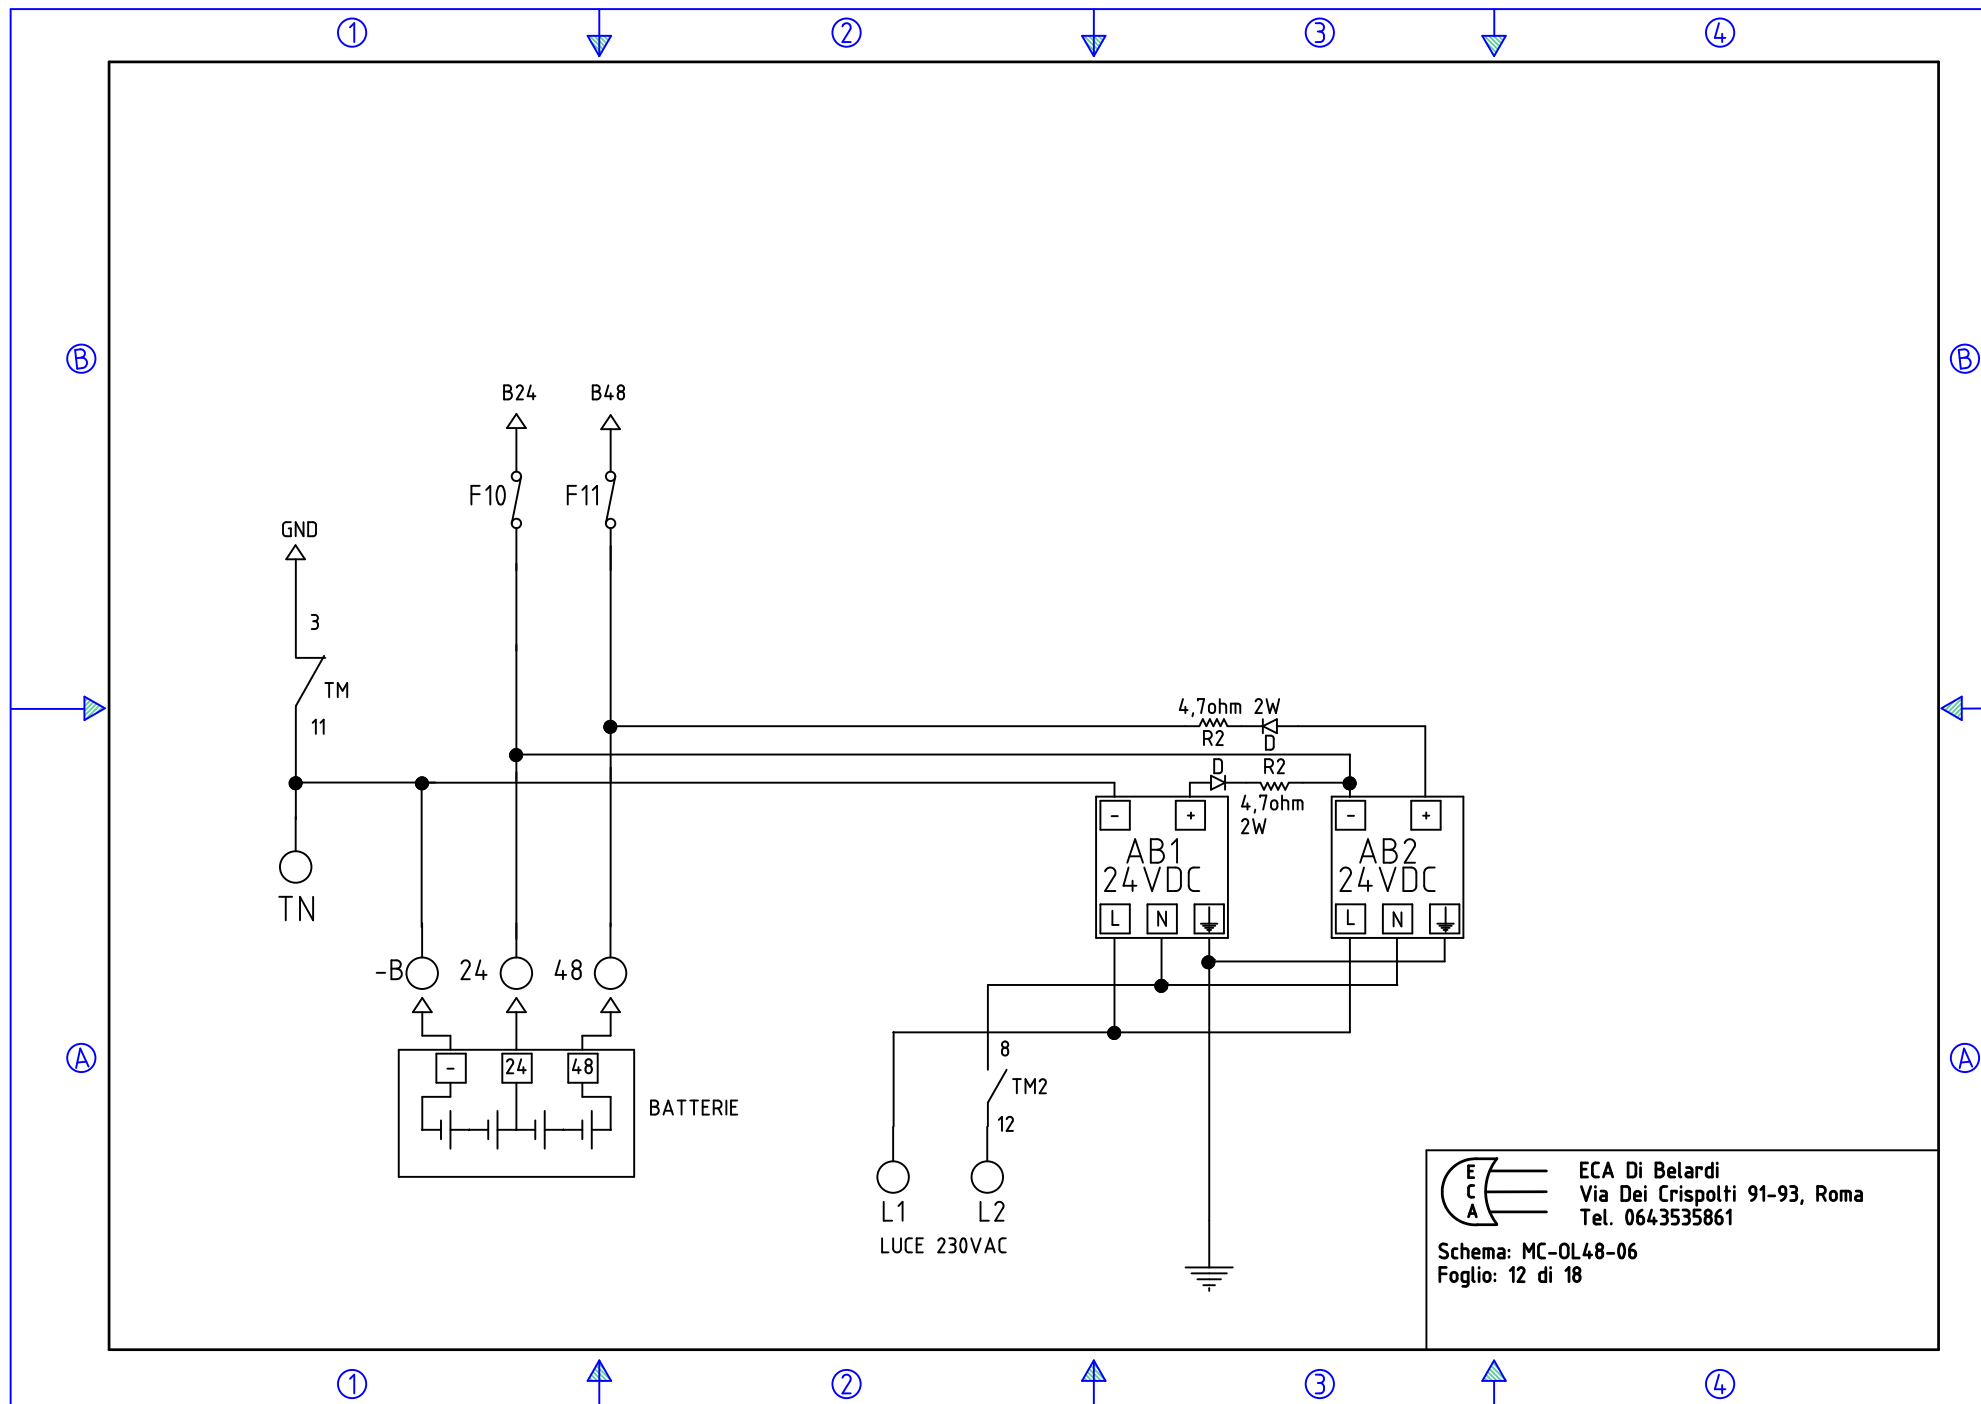 1
2
3
4
B
B
B24
B48
F10
F11
GND
3
TM
11
4,7ohm 2W
R2
D
D
R2
4,7ohm
2W
-
+
-
+
AB1
24VDC
AB2
24VDC
L
N
L
N
TN
-B
24
48
A
A
-
24
48
BATTERIE
8
TM2
12
L1
L2
LUCE 230VAC
E
C
A
ECA Di Belardi
Via Dei Crispolti 91-93, Roma
Tel. 0643535861
Schema: MC-OL48-06
Foglio: 12 di 18
1
2
3
4